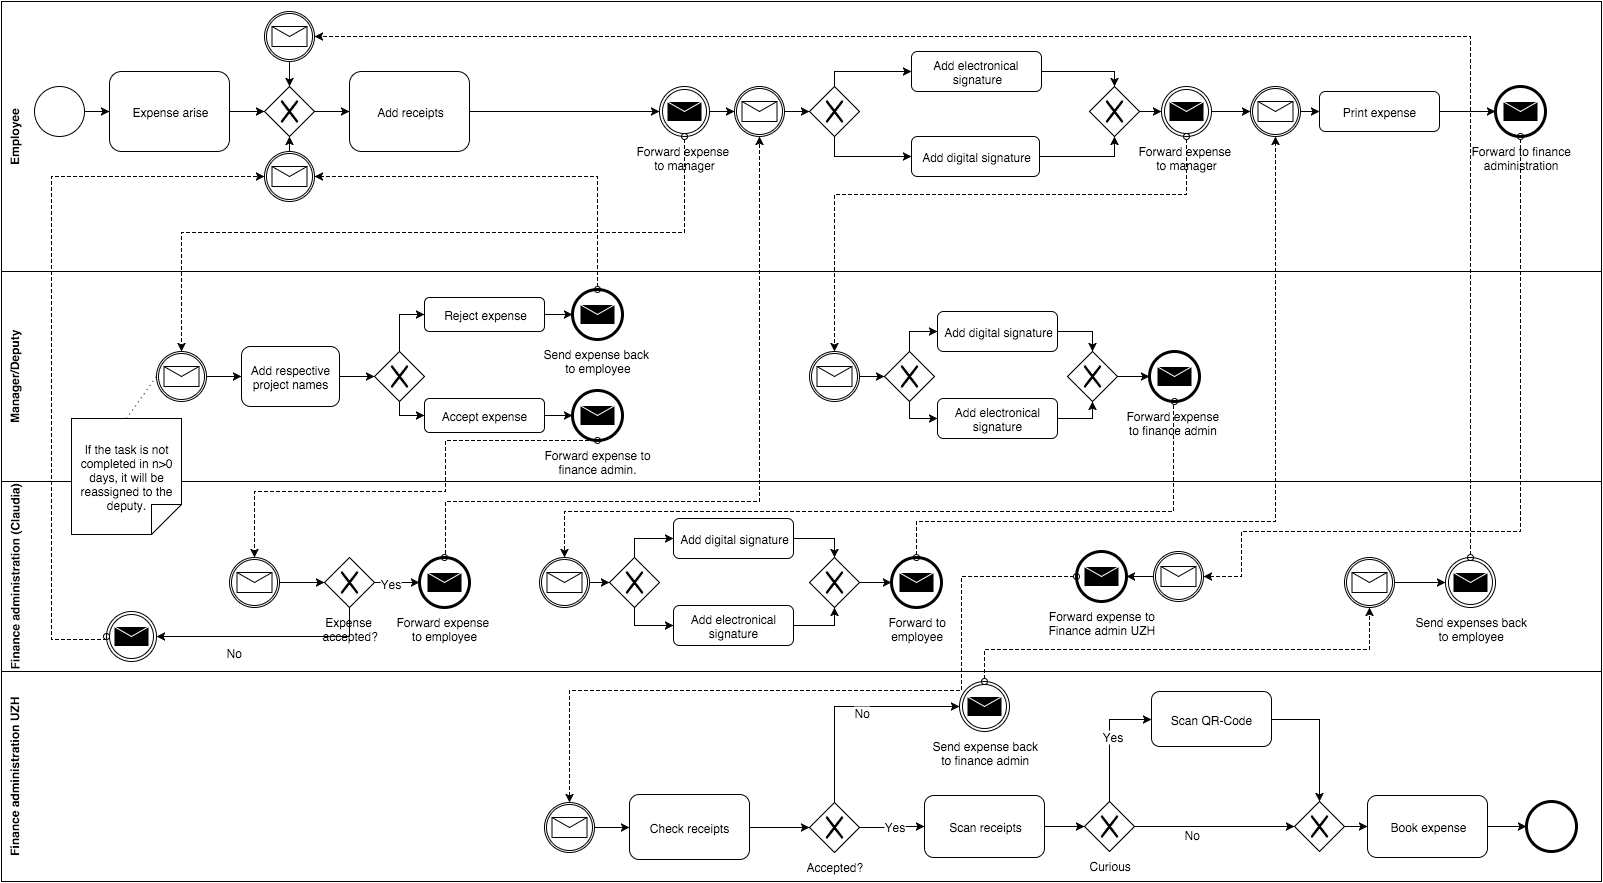 Employee
Expense arise
Add receipts
Forward expense
to manager
Add electronical
signature
Add digital signature
Forward expense
to manager
Print expense
Forward to finance
administration
Manager/Deputy
If the task is not
completed in n>0
days, it will be
reassigned to the
deputy.
Add respective
project names
Reject expense
Send expense back
to employee
Accept expense
Forward expense to
finance admin.
Add digital signature
Add electronical
signature
Forward expense
to finance admin
Finance administration (Claudia)
Expense
accepted?
Yes
No
Forward expense
to employee
Add digital signature
Add electronical
signature
Forward to
employee
Forward expense to
Finance admin UZH
Send expenses back
to employee
Finance administration UZH
Check receipts
Accepted?
No
Send expense back
to finance admin
Yes
Scan receipts
Curious
Yes
Scan QR-Code
No
Book expense